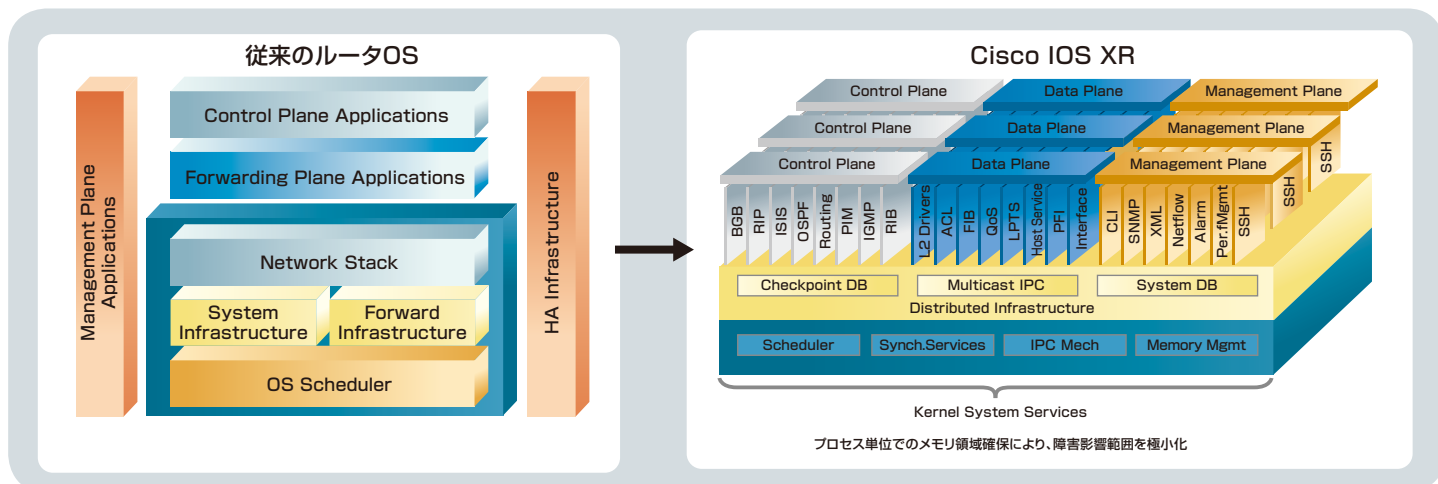 従来のルータOS
Management Plane
Applications
Control Plane Applications
Forwarding Plane Applications
Network Stack
System
Infrastructure
Forward
Infrastructure
OS Scheduler
HA Infrastructure
Cisco IOS XR
Control Plane
Data Plane
Management Plane
Control Plane
Data Plane
Management Plane
Control Plane
Data Plane
Management Plane
BGB
RIP
ISIS
OSPF
Routing
PIM
IGMP
RIB
L2 Drivers
ACL
FIB
QoS
LPTS
Host Service
PFI
Interface
CLI
SNMP
XML
Netflow
Alarm
Per.fMgmt
SSH
SSH
SSH
Checkpoint DB
Multicast IPC
System DB
Distributed Infrastructure
Scheduler
Synch.Services
IPC Mech
Memory Mgmt
Kernel System Services
プロセス単位でのメモリ領域確保により、障害影響範囲を極小化